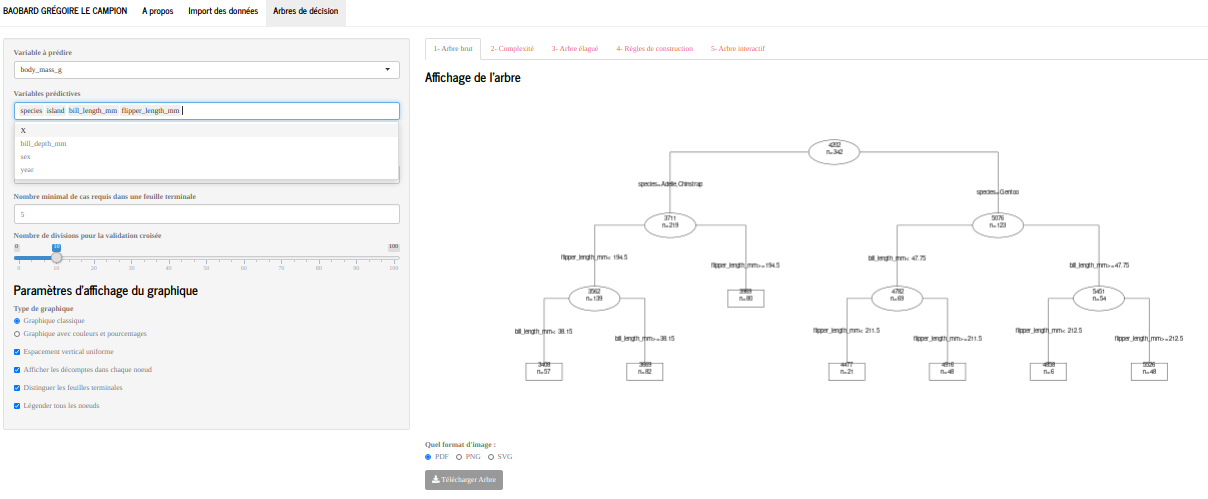 BAOBARD GRÉGOIRE LE CAMPION A propos Import des données Arbres de décision
Variable à prédire
body_mass_g
Variables prédictives
species island bill_length_mm flipper_length_mm
X
bill_depth_mm
sex
year
Nombre minimal de cas requis dans une feuille terminale
5
Nombre de divisions pour la validation croisée
0 10 100
0 10 20 30 40 50 60 70 80 90 100
Paramètres d'affichage du graphique
Type de graphique
Graphique classique
Graphique avec couleurs et pourcentages
Espacement vertical uniforme
Afficher les décomptes dans chaque noeud
Distinguer les feuilles terminales
Légender tous les noeuds
1- Arbre brut 2- Complexité 3- Arbre élagué 4- Règles de construction 5- Arbre interactif
Affichage de l'arbre
4202
n=342
species=Adelie,Chinstrap
species=Gentoo
3711
n=219
5076
n=123
flipper_length_mm< 194.5
flipper_length_mm>=194.5
bill_length_mm< 47.75
bill_length_mm>=47.75
3562
n=139
n=80
4782
n=69
5451
n=54
bill_length_mm< 38.15
bill_length_mm>=38.15
flipper_length_mm< 211.5
flipper_length_mm>=211.5
flipper_length_mm< 212.5
flipper_length_mm>=212.5
n=57
n=82
4477
n=21
n=48
n=6
n=48
Quel format d'image :
PDF PNG SVG
Télécharger Arbre